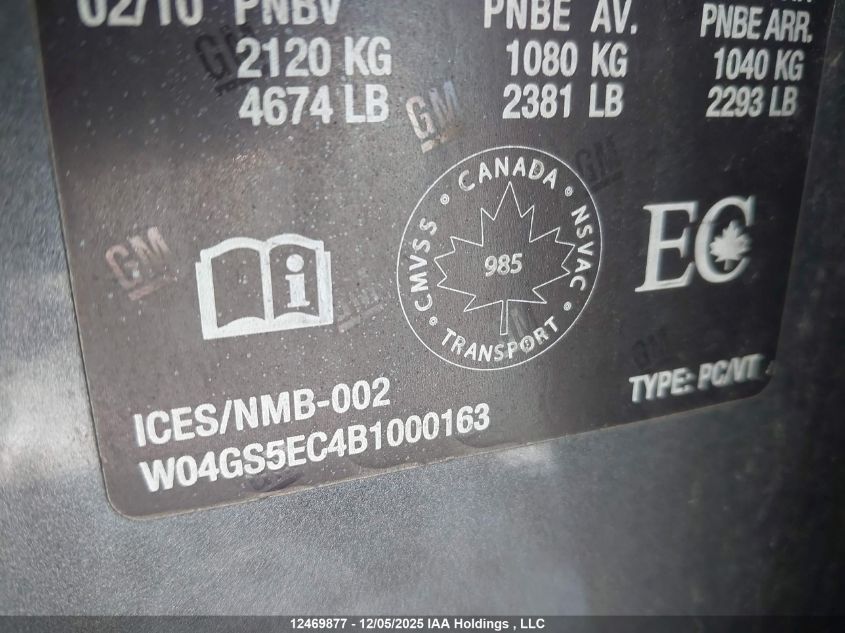 02/10 PNBV PNBE AV. PNBE ARR.
2120 KG 1080 KG 1040 KG
4674 LB 2381 LB 2293 LB
GM GM GM GM
CANADA
CMVSS NSVAC
985
TRANSPORT
EC
TYPE: PC/VT
ICES/NMB-002
W04GS5EC4B1000163
12469877 - 12/05/2025 IAA Holdings , LLC